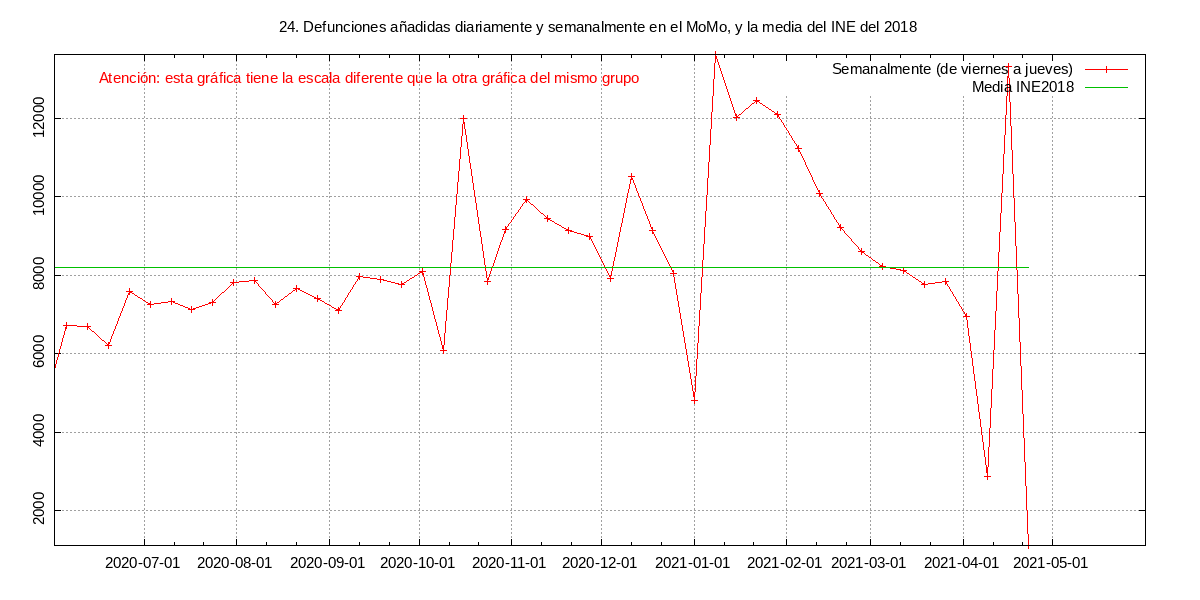 24. Defunciones añadidas diariamente y semanalmente en el MoMo, y la media del INE del 2018
Atención: esta gráfica tiene la escala diferente que la otra gráfica del mismo grupo
Semanalmente (de viernes a jueves)
Media INE2018
12000
10000
8000
6000
4000
2000
2020-07-01 2020-08-01 2020-09-01 2020-10-01 2020-11-01 2020-12-01 2021-01-01 2021-02-01 2021-03-01 2021-04-01 2021-05-01